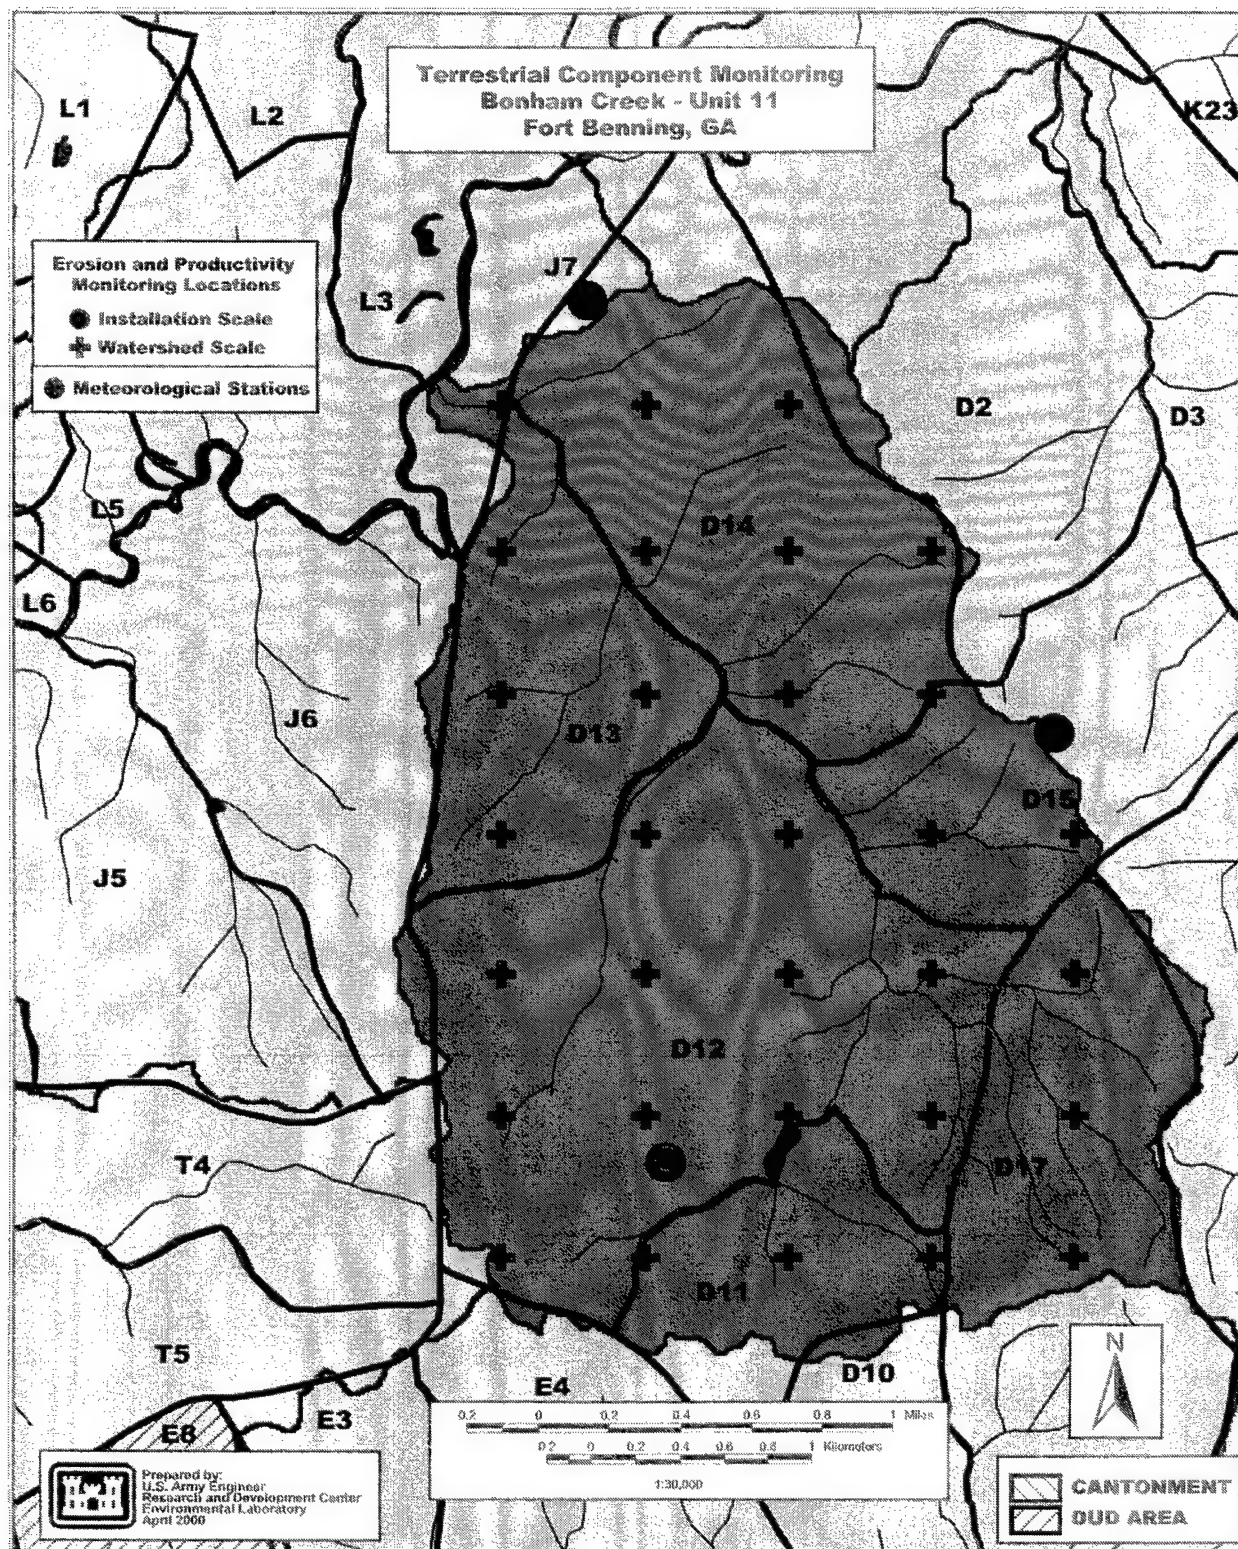 Terrestrial Component Monitoring
Bonham Creek - Unit 11
Fort Benning, GA
L1
L2
K23
J7
L3
Erosion and Productivity
Monitoring Locations
Installation Scale
Watershed Scale
Meteorological Stations
D2
D3
L5
D14
L6
J6
D13
D15
J5
D12
T4
D17
D11
T5
D10
E4
E3
E8
N
0.2 0 0.2 0.4 0.6 0.8 1 Miles
0.2 0 0.2 0.4 0.6 0.8 1 Kilometers
1:30,000
Prepared by:
U.S. Army Engineer
Research and Development Center
Environmental Laboratory
April 2000
CANTONMENT
DUD AREA